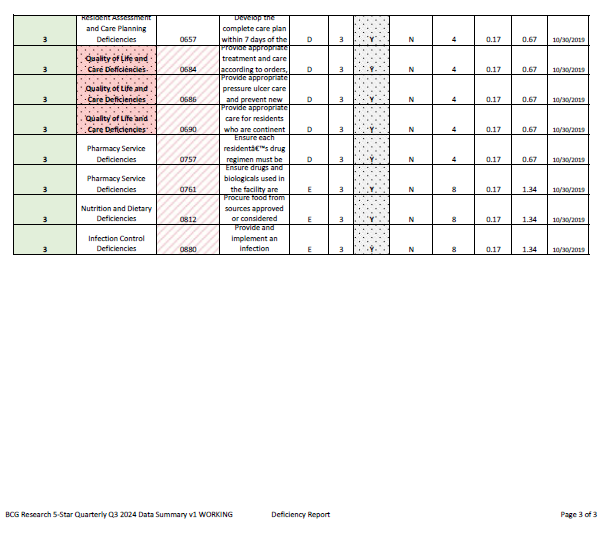 Resident Assessment and Care Planning Deficiencies
3 0657 Develop the complete care plan within 7 days of the D 3 Y N 4 0.17 0.67 10/30/2019
3 Quality of Life and Care Deficiencies 0684 Provide appropriate treatment and care according to orders, D 3 Y N 4 0.17 0.67 10/30/2019
3 Quality of Life and Care Deficiencies 0686 Provide appropriate pressure ulcer care and prevent new D 3 Y N 4 0.17 0.67 10/30/2019
3 Quality of Life and Care Deficiencies 0690 Provide appropriate care for residents who are continent D 3 Y N 4 0.17 0.67 10/30/2019
3 Pharmacy Service Deficiencies 0757 Ensure each residentâ€™s drug regimen must be D 3 Y N 4 0.17 0.67 10/30/2019
3 Pharmacy Service Deficiencies 0761 Ensure drugs and biologicals used in the facility are E 3 Y N 8 0.17 1.34 10/30/2019
3 Nutrition and Dietary Deficiencies 0812 Procure food from sources approved or considered E 3 Y N 8 0.17 1.34 10/30/2019
3 Infection Control Deficiencies 0880 Provide and implement an infection E 3 Y N 8 0.17 1.34 10/30/2019
BCG Research 5-Star Quarterly Q3 2024 Data Summary v1 WORKING Deficiency Report Page 3 of 3